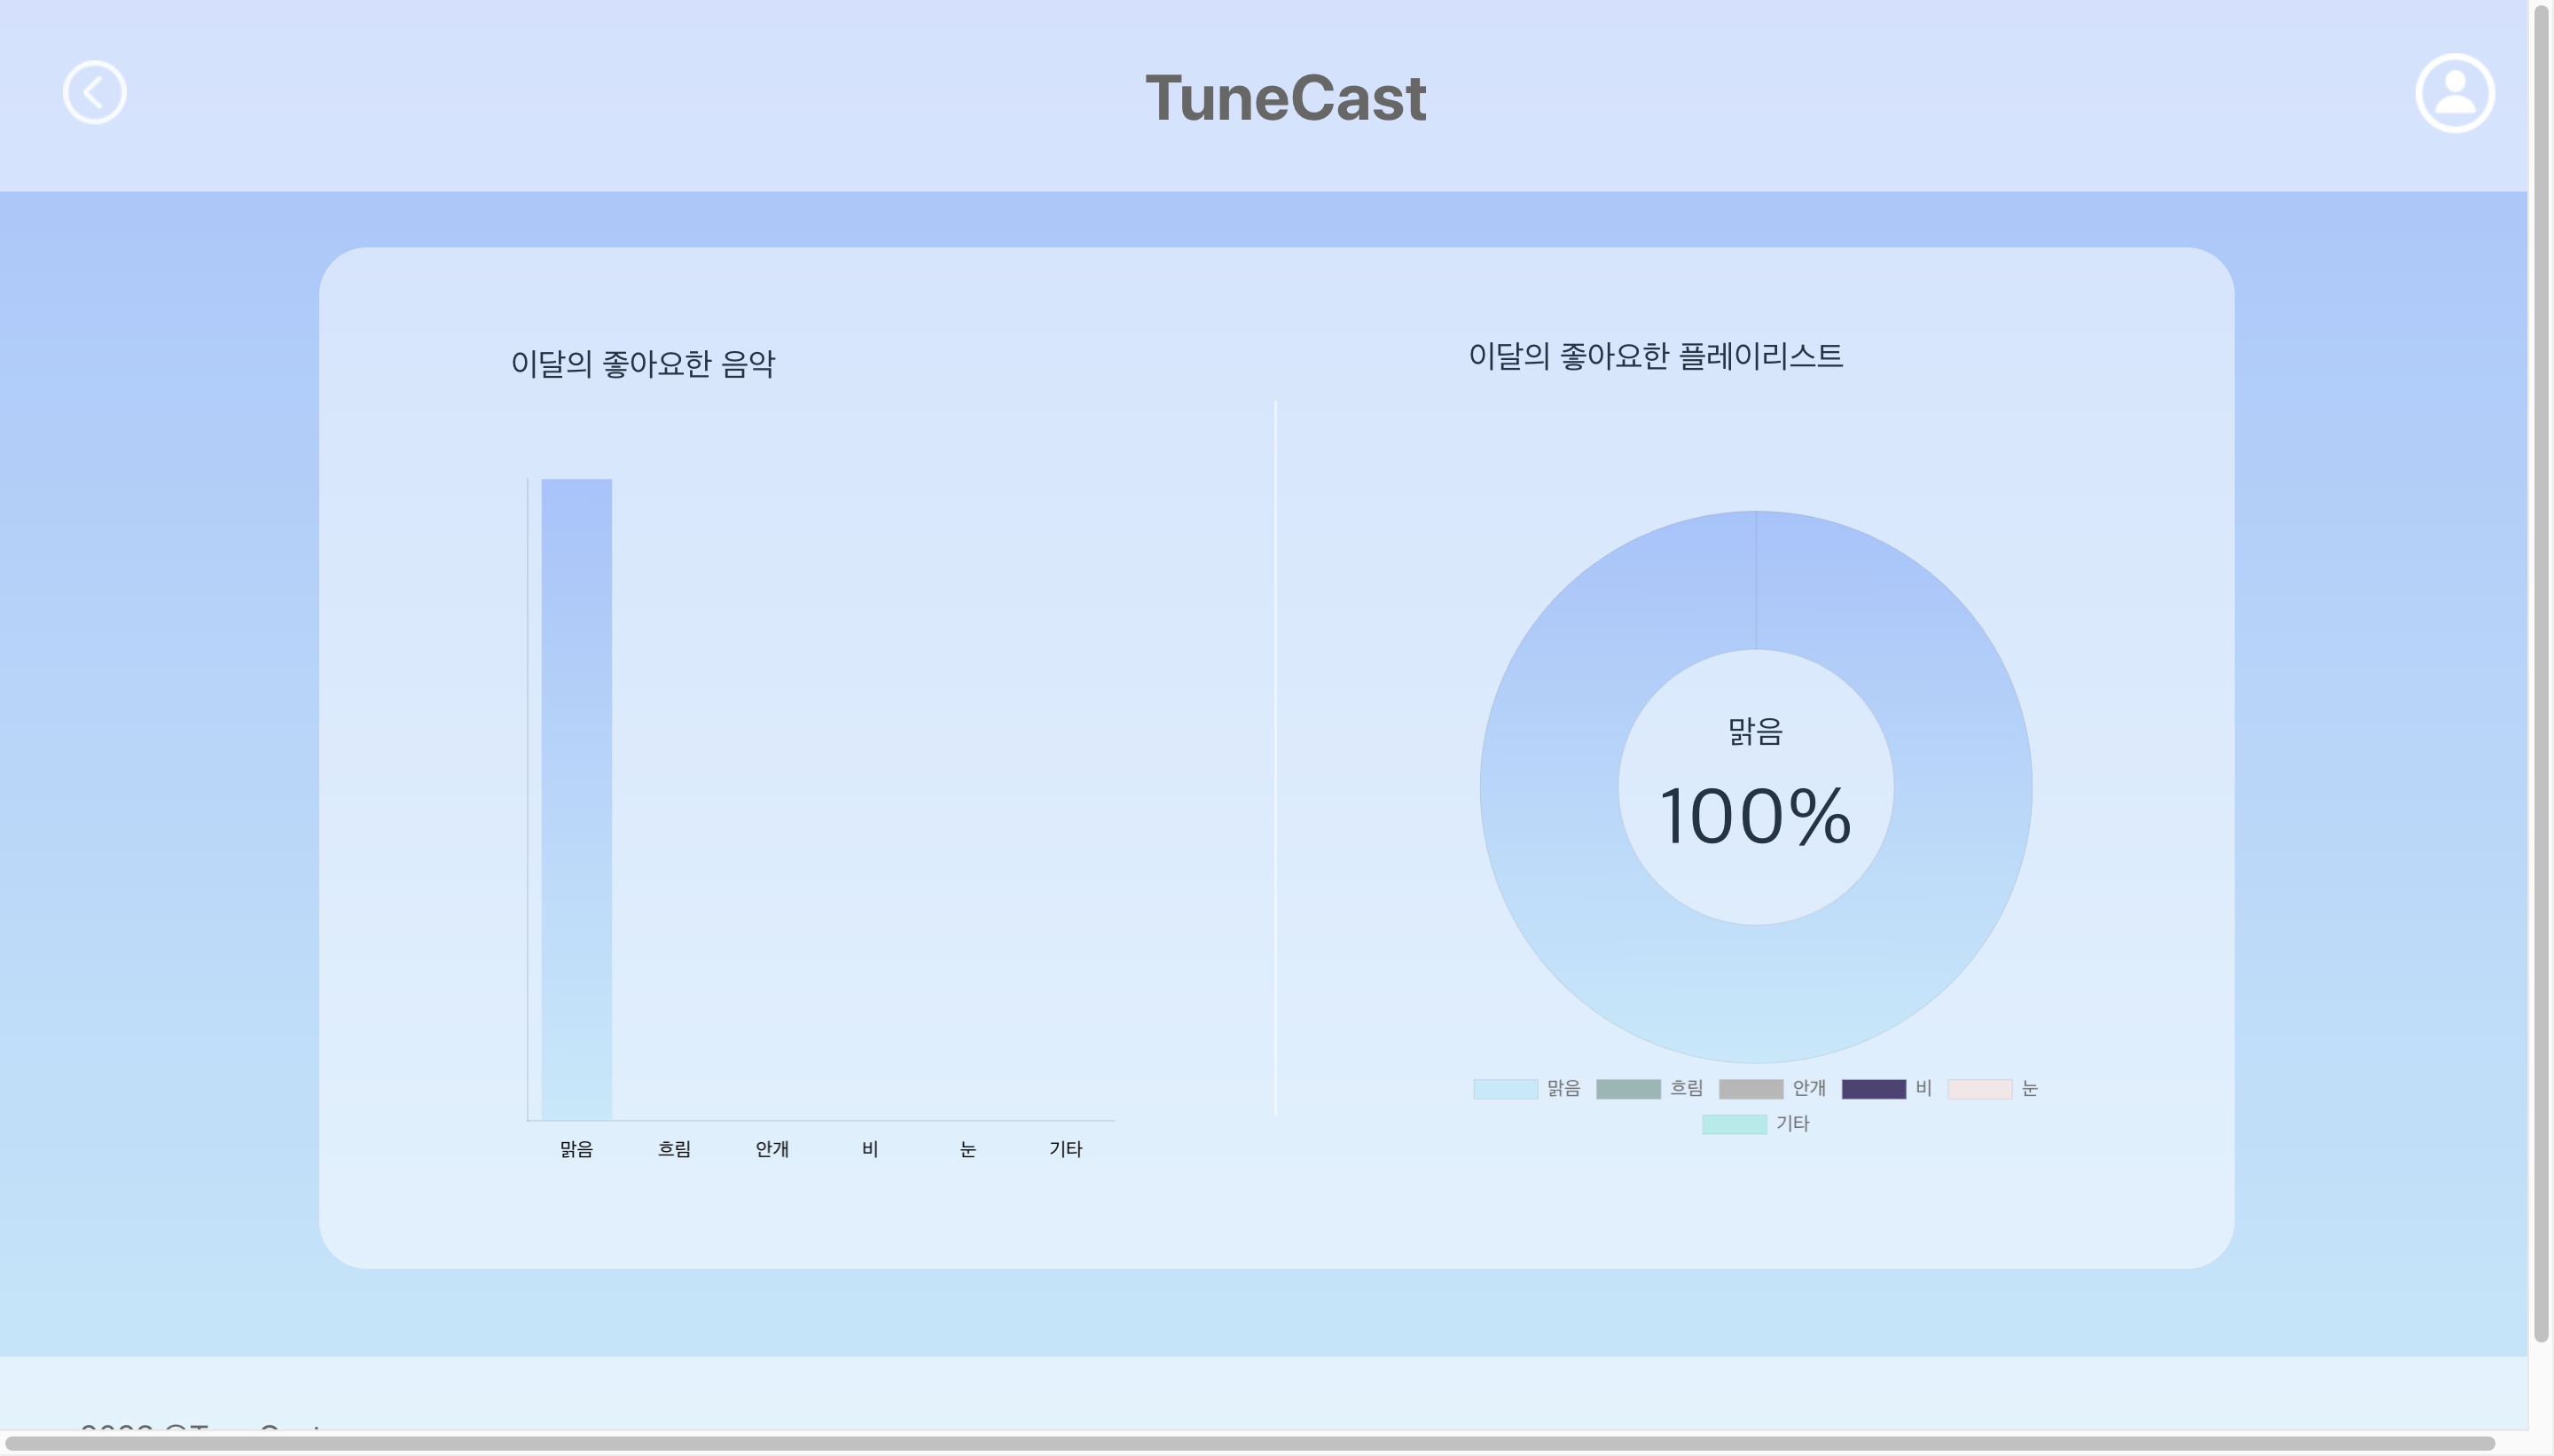 TuneCast
이달의 좋아요한 음악
맑음 흐림 안개 비 눈 기타
이달의 좋아요한 플레이리스트
맑음
100%
맑음 흐림 안개 비 눈
기타